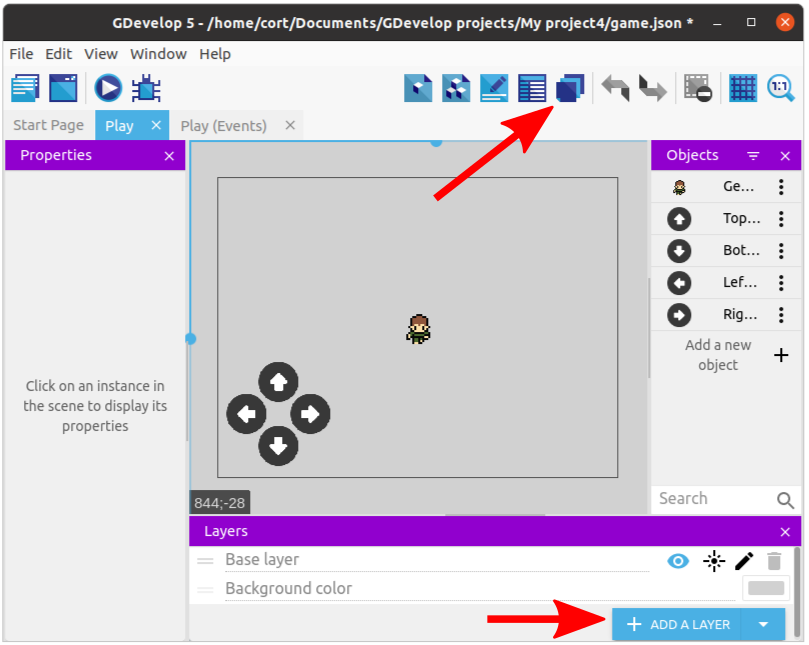 GDevelop 5 - /home/cort/Documents/GDevelop projects/My project4/game.json *
File Edit View Window Help
1:1
Start Page Play × Play (Events) ×
Properties ×
Objects ×
Ge...
Top...
Bot...
Lef...
Rig...
Add a new
object
Click on an instance in
the scene to display its
properties
844;-28
Search
Layers ×
Base layer
Background color
ADD A LAYER